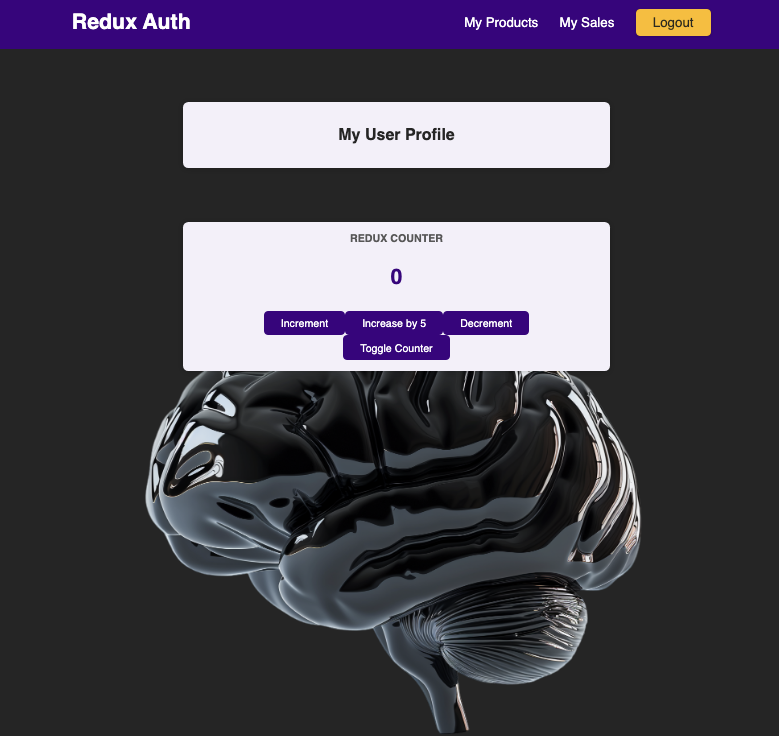 Redux Auth My Products My Sales Logout
My User Profile
REDUX COUNTER
0
Increment Increase by 5 Decrement
Toggle Counter